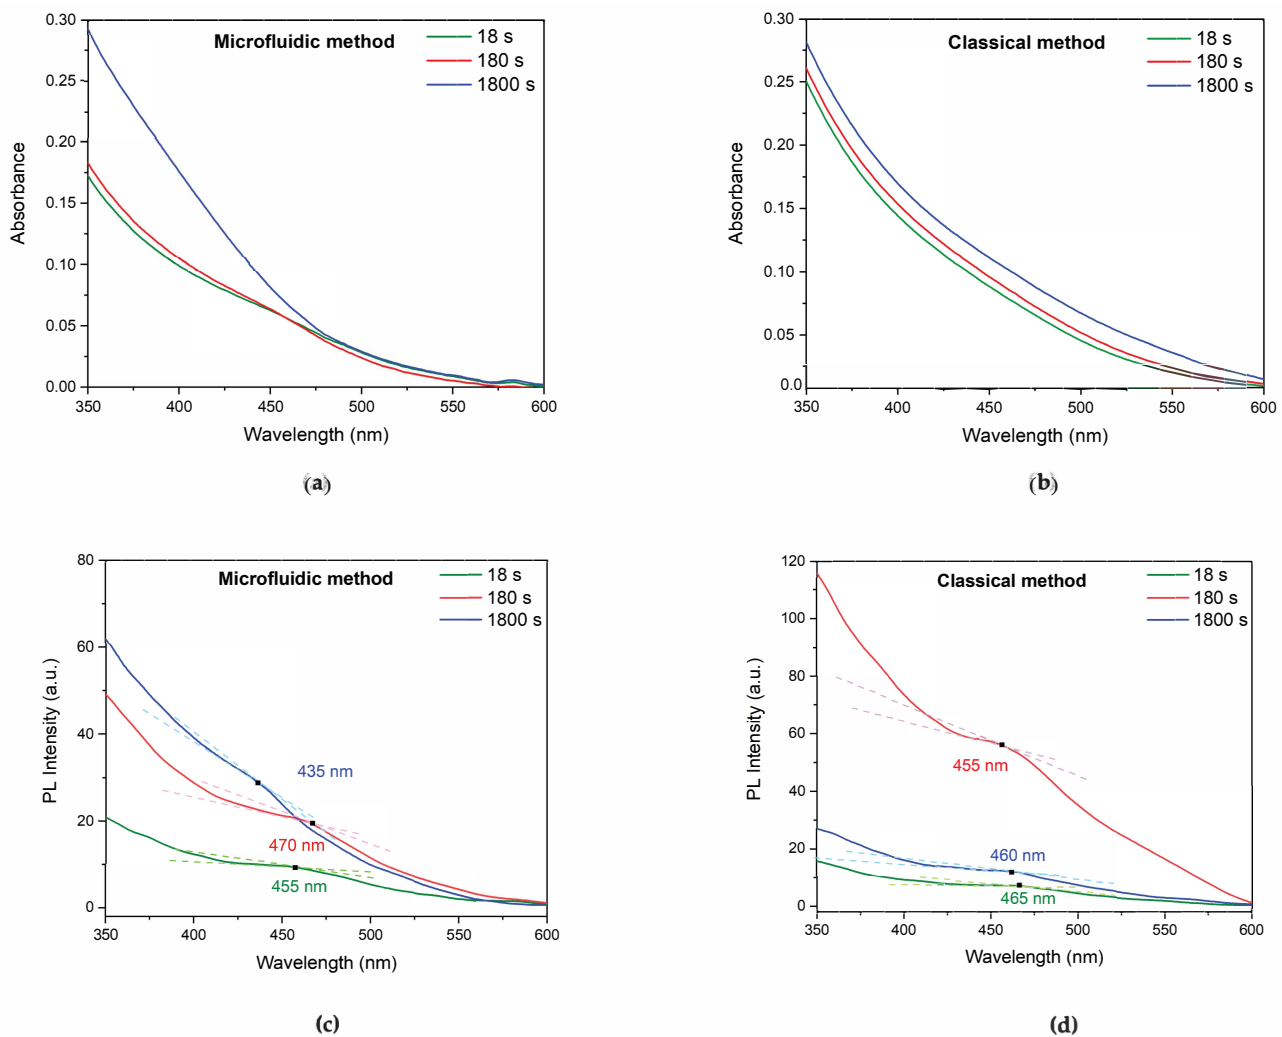 Microfluidic method
18 s
180 s
1800 s
0.30
0.25
0.20
0.15
0.10
0.05
0.00
Absorbance
350
400
450
500
550
600
Wavelength (nm)
(a)
Classical method
18 s
180 s
1800 s
0.30
0.25
0.20
0.15
0.10
0.05
0.0
Absorbance
350
400
450
500
550
600
Wavelength (nm)
(b)
Microfluidic method
18 s
180 s
1800 s
80
60
40
20
0
PL Intensity (a.u.)
435 nm
470 nm
455 nm
350
400
450
500
550
600
Wavelength (nm)
(c)
Classical method
18 s
180 s
1800 s
120
100
80
60
40
20
0
PL Intensity (a.u.)
455 nm
460 nm
465 nm
350
400
450
500
550
600
Wavelength (nm)
(d)